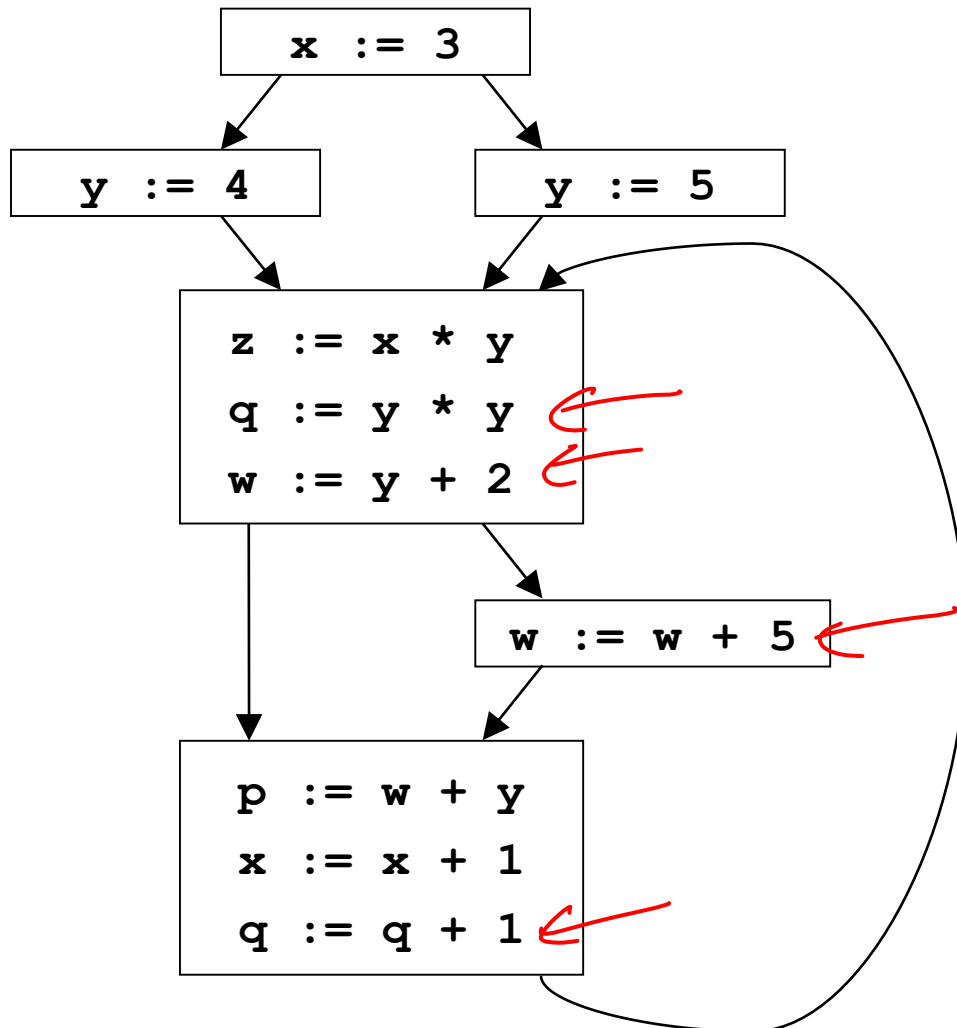 x := 3
y := 4
y := 5
z := x * y
q := y * y
w := y + 2
w := w + 5
p := w + y
x := x + 1
q := q + 1